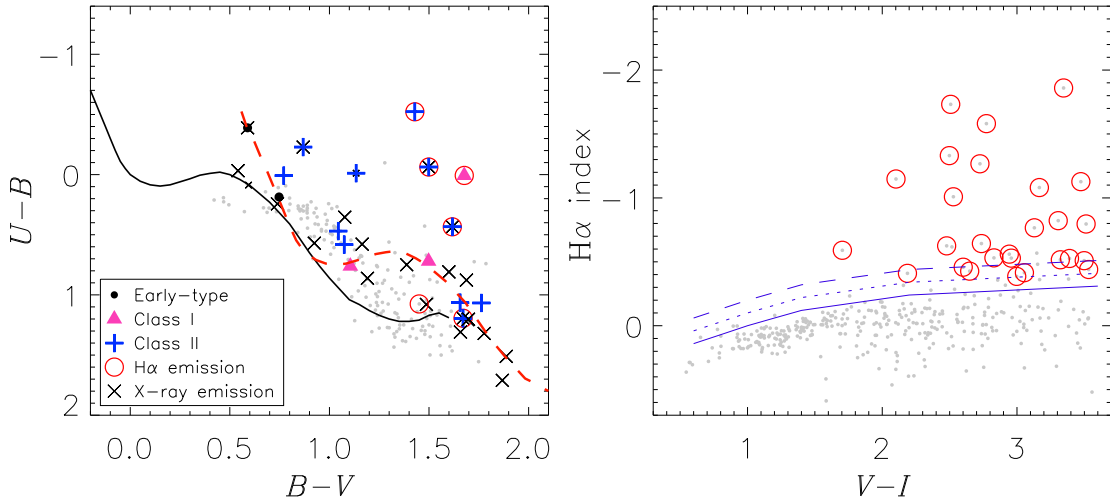 −1
0
1
2
U−B
Early-type
Class I
Class II
Hα emission
X-ray emission
0.0 0.5 1.0 1.5 2.0
B−V
−2
−1
0
Hα index
1 2 3
V−I